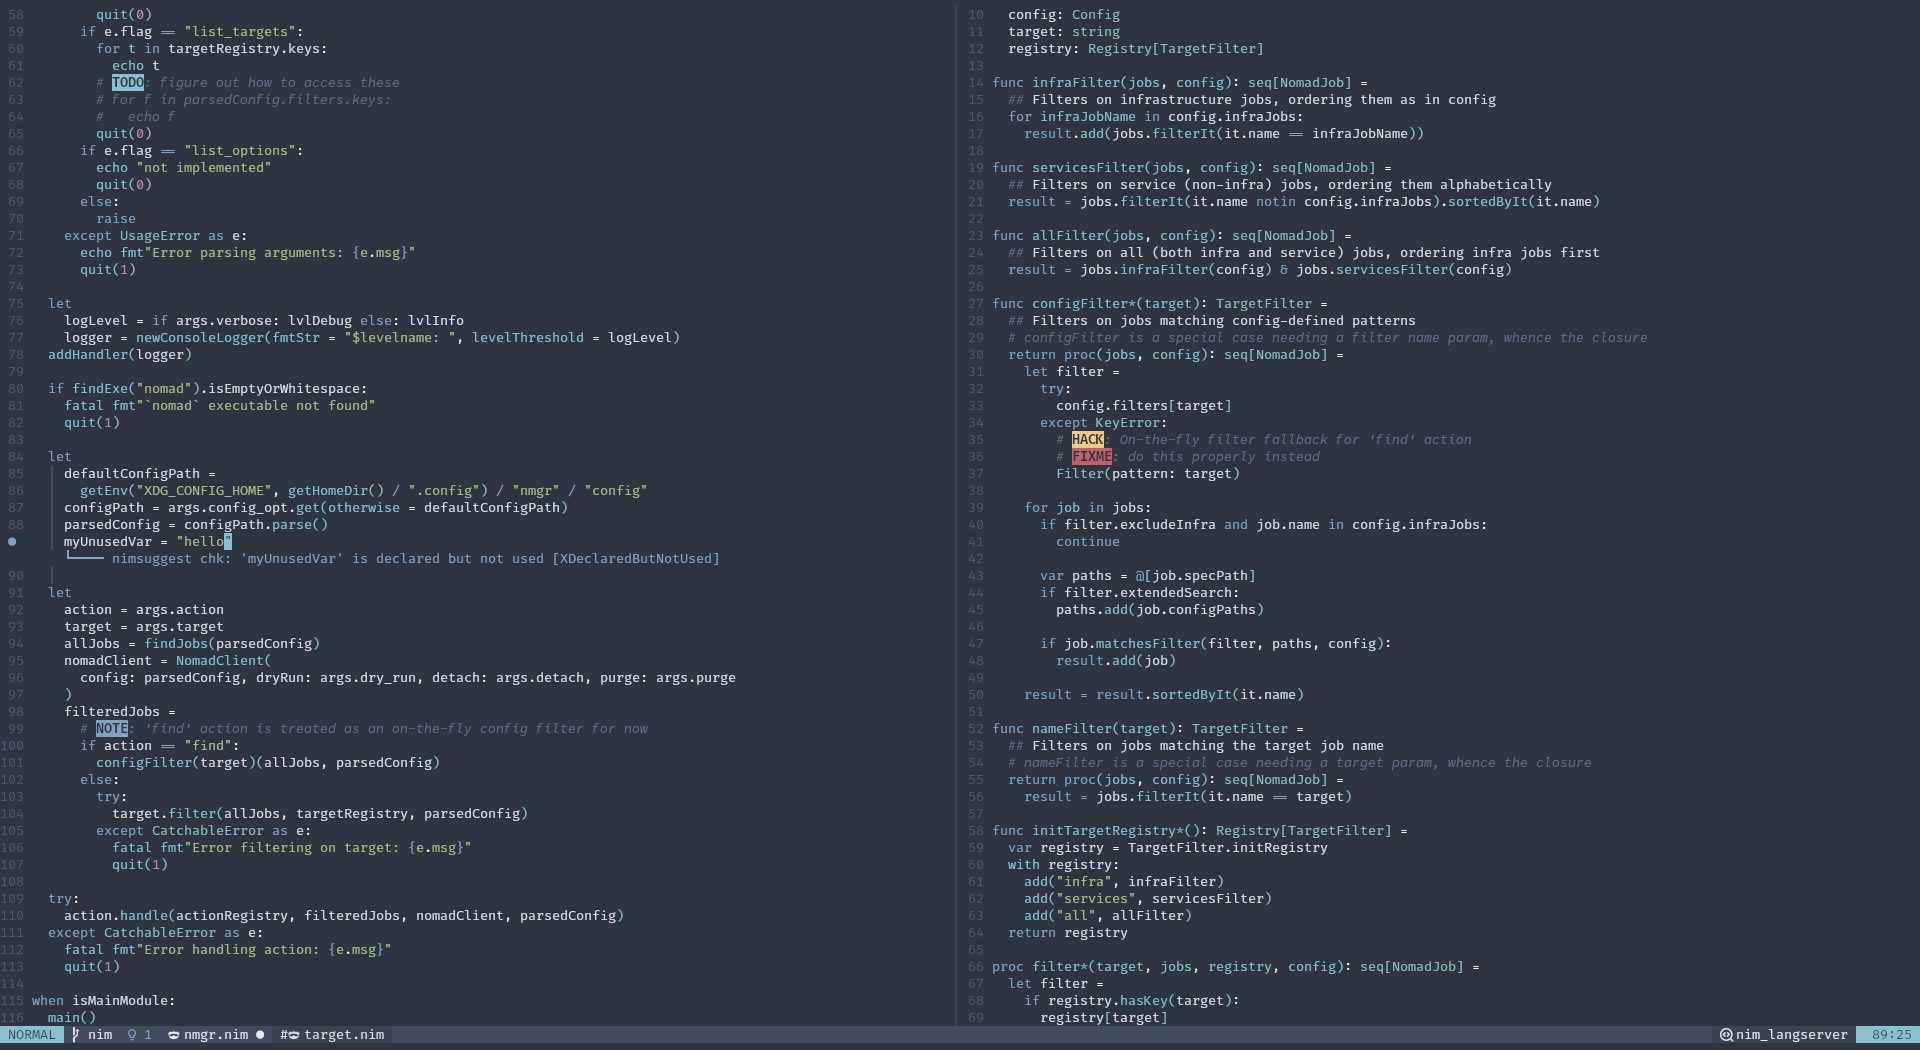 58         quit(0)
59       if e.flag == "list_targets":
60         for t in targetRegistry.keys:
61           echo t
62         # TODO: figure out how to access these
63         # for f in parsedConfig.filters.keys:
64         #   echo f
65         quit(0)
66       if e.flag == "list_options":
67         echo "not implemented"
68         quit(0)
69       else:
70         raise
71     except UsageError as e:
72       echo fmt"Error parsing arguments: {e.msg}"
73       quit(1)
74
75   let
76     logLevel = if args.verbose: lvlDebug else: lvlInfo
77     logger = newConsoleLogger(fmtStr = "$levelname: ", levelThreshold = logLevel)
78   addHandler(logger)
79
80   if findExe("nomad").isEmptyOrWhitespace:
81     fatal fmt"`nomad` executable not found"
82     quit(1)
83
84   let
85     defaultConfigPath =
86       getEnv("XDG_CONFIG_HOME", getHomeDir() / ".config") / "nmgr" / "config"
87     configPath = args.config_opt.get(otherwise = defaultConfigPath)
88     parsedConfig = configPath.parse()
●     myUnusedVar = "hello"
└──── nimsuggest chk: 'myUnusedVar' is declared but not used [XDeclaredButNotUsed]
90
91   let
92     action = args.action
93     target = args.target
94     allJobs = findJobs(parsedConfig)
95     nomadClient = NomadClient(
96       config: parsedConfig, dryRun: args.dry_run, detach: args.detach, purge: args.purge
97     )
98     filteredJobs =
99       # NOTE: 'find' action is treated as an on-the-fly config filter for now
100       if action == "find":
101         configFilter(target)(allJobs, parsedConfig)
102       else:
103         try:
104           target.filter(allJobs, targetRegistry, parsedConfig)
105         except CatchableError as e:
106           fatal fmt"Error filtering on target: {e.msg}"
107           quit(1)
108
109   try:
110     action.handle(actionRegistry, filteredJobs, nomadClient, parsedConfig)
111   except CatchableError as e:
112     fatal fmt"Error handling action: {e.msg}"
113     quit(1)
114
115 when isMainModule:
116   main()
10   config: Config
11   target: string
12   registry: Registry[TargetFilter]
13
14 func infraFilter(jobs, config): seq[NomadJob] =
15   ## Filters on infrastructure jobs, ordering them as in config
16   for infraJobName in config.infraJobs:
17     result.add(jobs.filterIt(it.name == infraJobName))
18
19 func servicesFilter(jobs, config): seq[NomadJob] =
20   ## Filters on service (non-infra) jobs, ordering them alphabetically
21   result = jobs.filterIt(it.name notin config.infraJobs).sortedByIt(it.name)
22
23 func allFilter(jobs, config): seq[NomadJob] =
24   ## Filters on all (both infra and service) jobs, ordering infra jobs first
25   result = jobs.infraFilter(config) & jobs.servicesFilter(config)
26
27 func configFilter*(target): TargetFilter =
28   ## Filters on jobs matching config-defined patterns
29   # configFilter is a special case needing a filter name param, whence the closure
30   return proc(jobs, config): seq[NomadJob] =
31     let filter =
32       try:
33         config.filters[target]
34       except KeyError:
35         # HACK: On-the-fly filter fallback for 'find' action
36         # FIXME: do this properly instead
37         Filter(pattern: target)
38
39     for job in jobs:
40       if filter.excludeInfra and job.name in config.infraJobs:
41         continue
42
43       var paths = @[job.specPath]
44       if filter.extendedSearch:
45         paths.add(job.configPaths)
46
47       if job.matchesFilter(filter, paths, config):
48         result.add(job)
49
50     result = result.sortedByIt(it.name)
51
52 func nameFilter(target): TargetFilter =
53   ## Filters on jobs matching the target job name
54   # nameFilter is a special case needing a target param, whence the closure
55   return proc(jobs, config): seq[NomadJob] =
56     result = jobs.filterIt(it.name == target)
57
58 func initTargetRegistry*(): Registry[TargetFilter] =
59   var registry = TargetFilter.initRegistry
60   with registry:
61     add("infra", infraFilter)
62     add("services", servicesFilter)
63     add("all", allFilter)
64   return registry
65
66 proc filter*(target, jobs, registry, config): seq[NomadJob] =
67   let filter =
68     if registry.hasKey(target):
69       registry[target]
NORMAL nim 1 nmgr.nim ● #target.nim nim_langserver 89:25